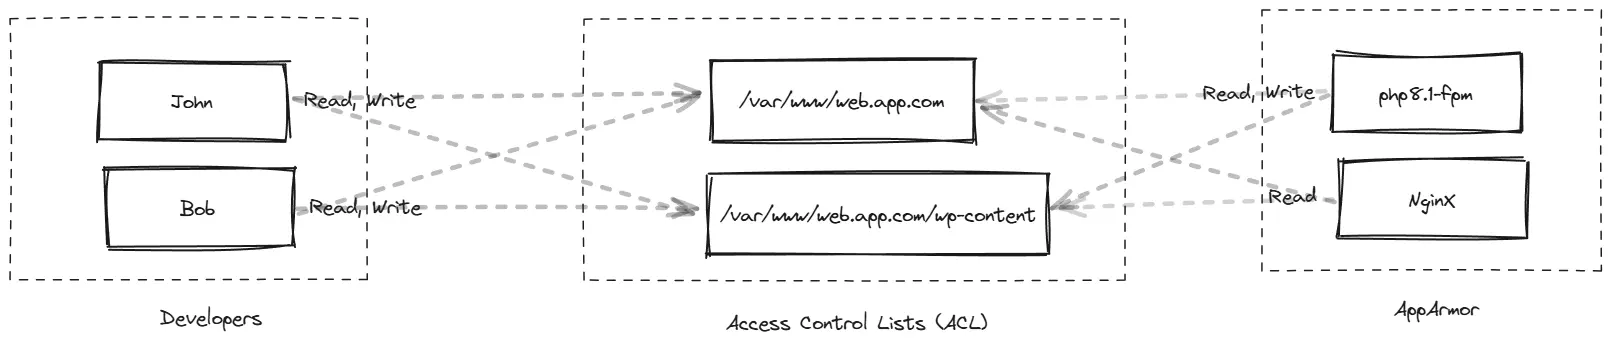 John
Read, Write
Bob
Read, Write
Developers
/var/www/web.app.com
/var/www/web.app.com/wp-content
Access Control Lists (ACL)
Read, Write
php8.1-fpm
Read
NginX
AppArmor